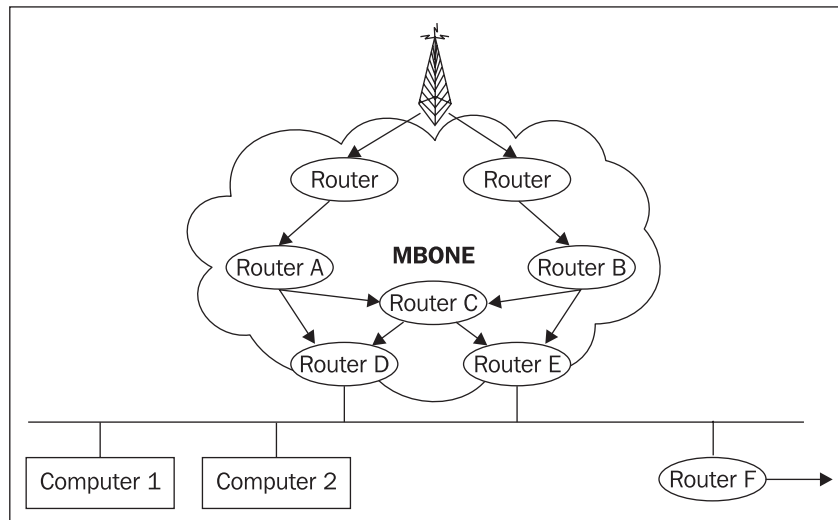 Router
Router
MBONE
Router A
Router B
Router C
Router D
Router E
Computer 1
Computer 2
Router F